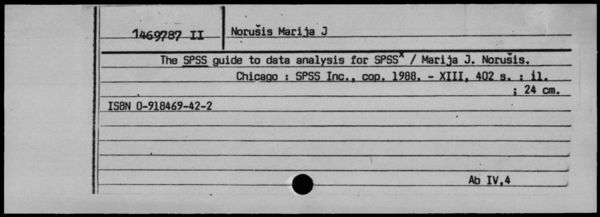 1469787 II Norušis Marija J
The SPSS guide to data analysis for SPSSˣ / Marija J. Norušis.
Chicago : SPSS Inc., cop. 1988. - XIII, 402 s. : il.
; 24 cm.
ISBN 0-918469-42-2
Ab IV,4